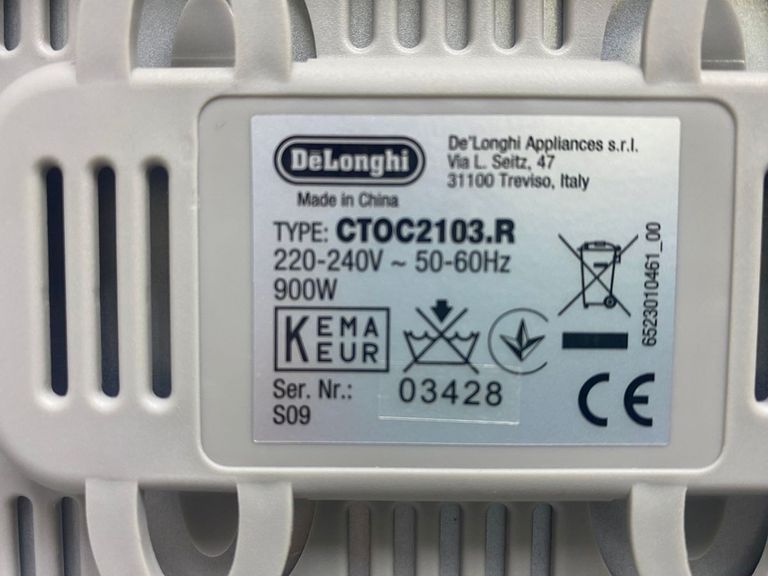 DeLonghi
De'Longhi Appliances s.r.l.
Via L. Seitz, 47
31100 Treviso, Italy
Made in China
TYPE: CTOC2103.R
220-240V ~ 50-60Hz
900W
KEMA
EUR
Ser. Nr.: 03428
S09
CE
6523010461_00